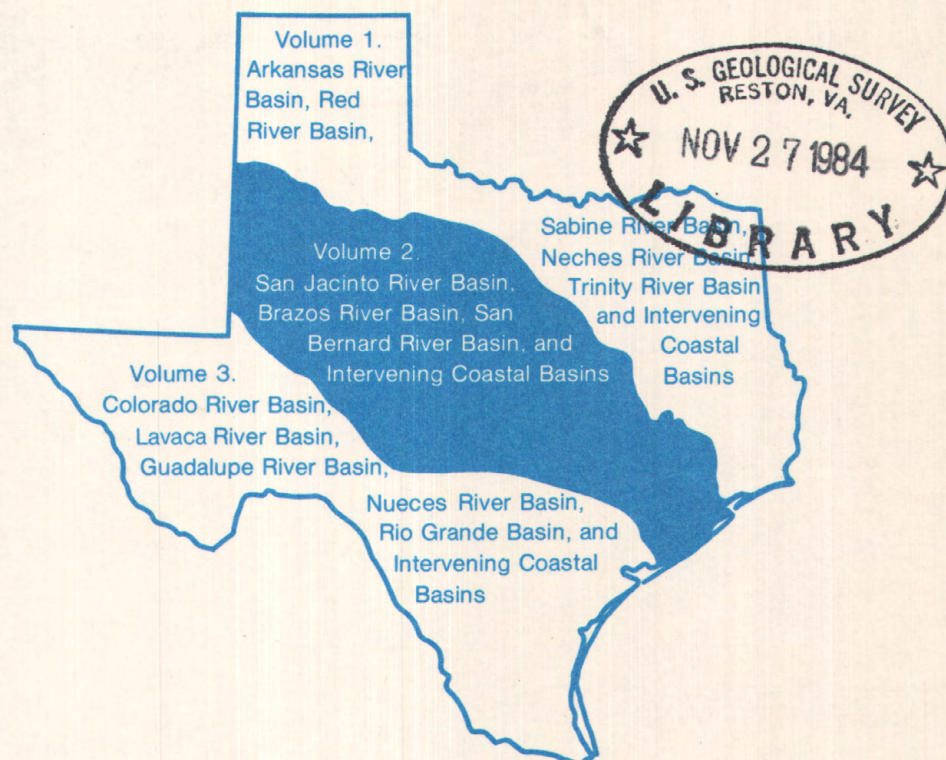 Volume 1.
Arkansas River
Basin, Red
River Basin,
U. S. GEOLOGICAL SURVEY
RESTON, VA.
NOV 27 1984
LIBRARY
Sabine River Basin,
Neches River Basin,
Trinity River Basin
and Intervening
Coastal
Basins
Volume 2.
San Jacinto River Basin,
Brazos River Basin, San
Bernard River Basin, and
Intervening Coastal Basins
Volume 3.
Colorado River Basin,
Lavaca River Basin,
Guadalupe River Basin,
Nueces River Basin,
Rio Grande Basin, and
Intervening Coastal
Basins